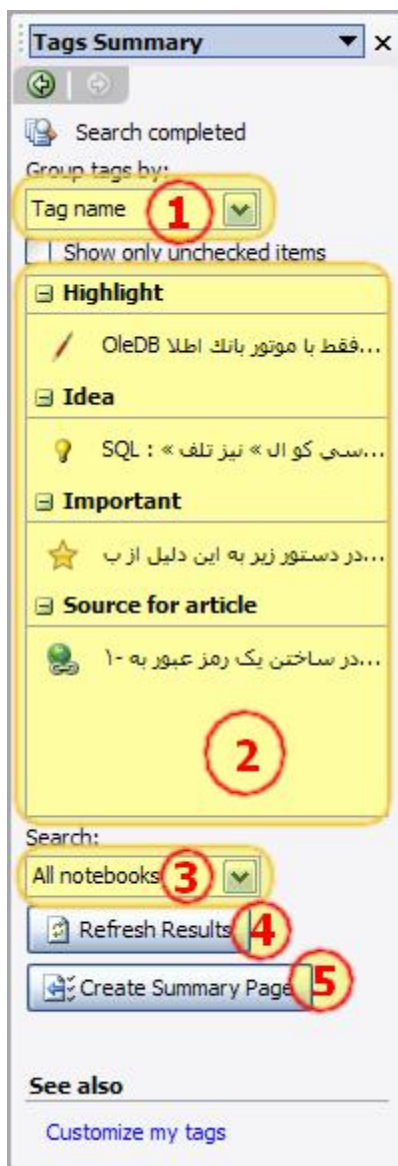 Tags Summary
Search completed
Group tags by:
Tag name
1
Show only unchecked items
Highlight
فقط با موتور بانك اطلا OleDB...
Idea
سی کو ال » نیز تلف » : SQL...
Important
در دستور زیر به این دلیل از ب...
Source for article
۱- در ساختن یک رمز عبور به...
2
Search:
All notebooks
3
Refresh Results
4
Create Summary Page
5
See also
Customize my tags